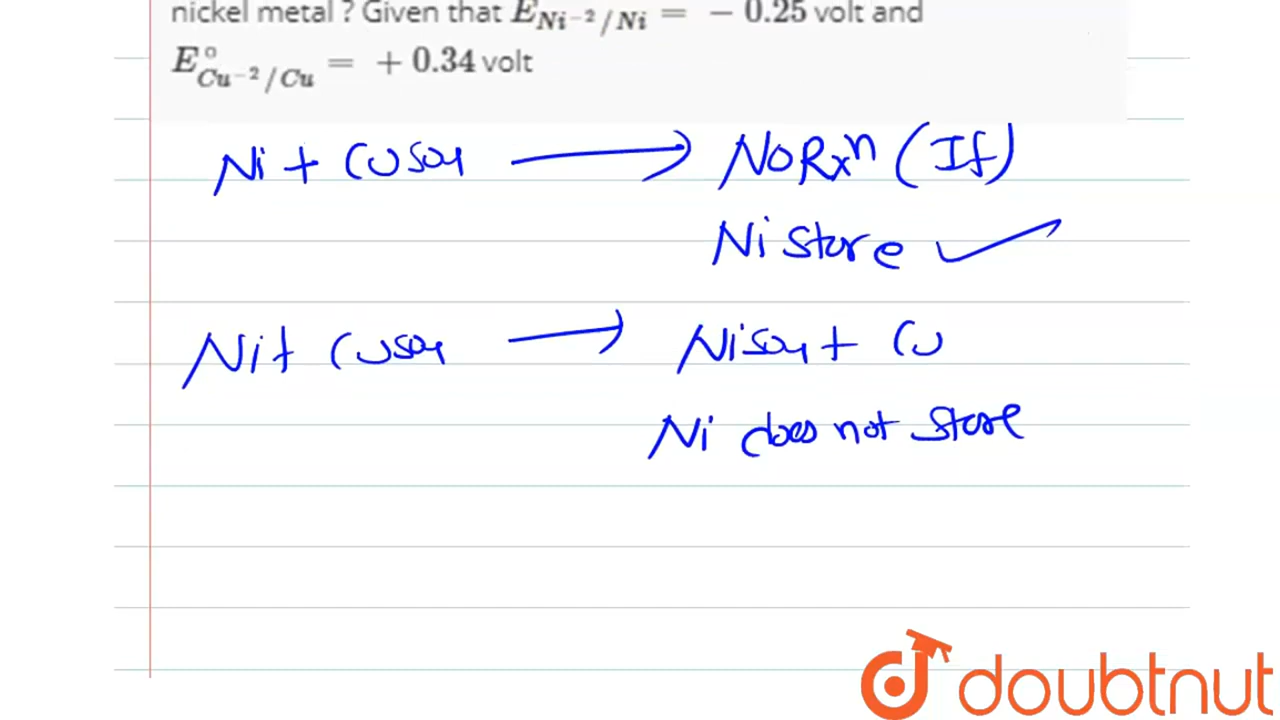 nickel metal ? Given that E Ni⁻²/Ni = − 0.25 volt and
E° Cu⁻²/Cu = + 0.34 volt
Ni + CuSO4 ⟶ NORxⁿ (If)
Ni Store ✓
Ni + CuSO4 ⟶ NiSO4 + Cu
Ni does not Store
doubtnut